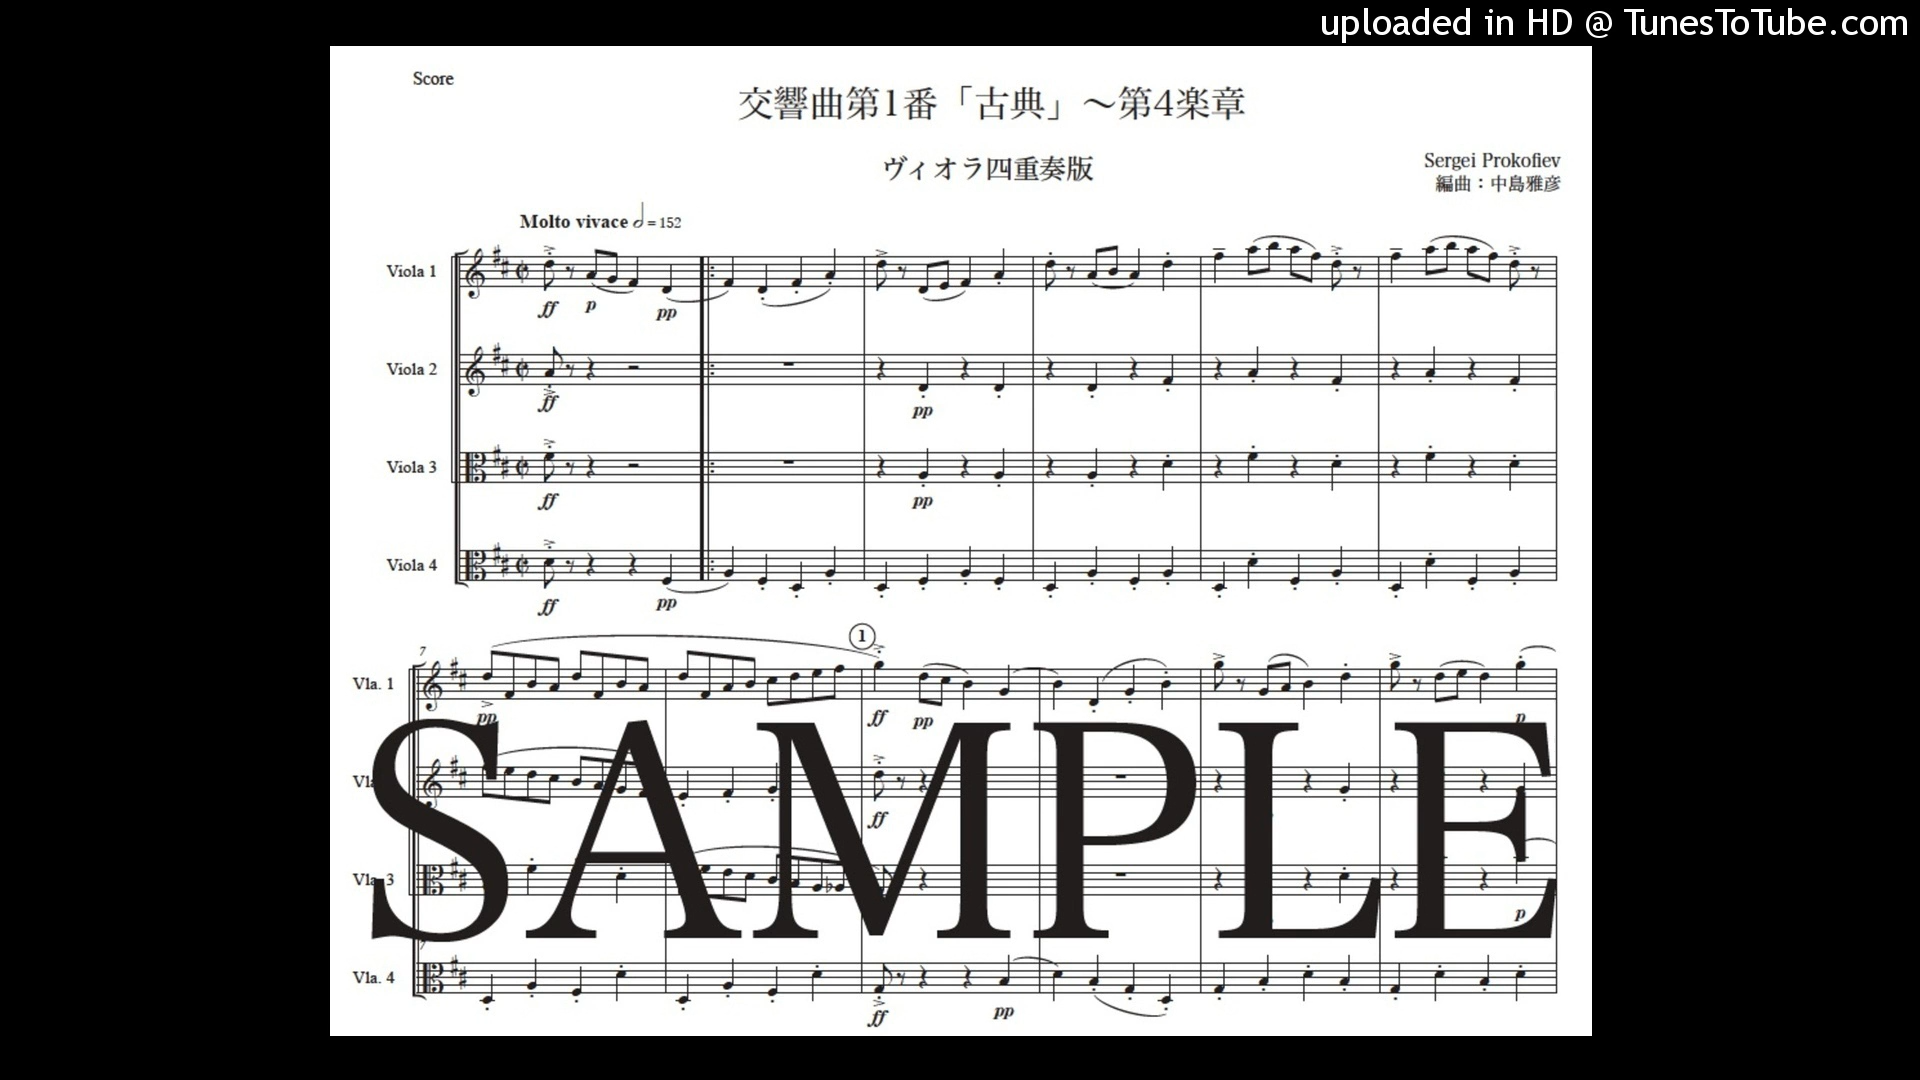 uploaded in HD @ TunesToTube.com
Score
交響曲第1番「古典」～第4楽章
ヴィオラ四重奏版
Sergei Prokofiev
編曲：中島雅彦
Molto vivace = 152
Viola 1
ff p pp
Viola 2
ff pp
Viola 3
ff pp
Viola 4
ff pp
1
7
Vla. 1
pp ff pp p
ff
Vla. 3
p
SAMPLE
Vla. 4
ff pp